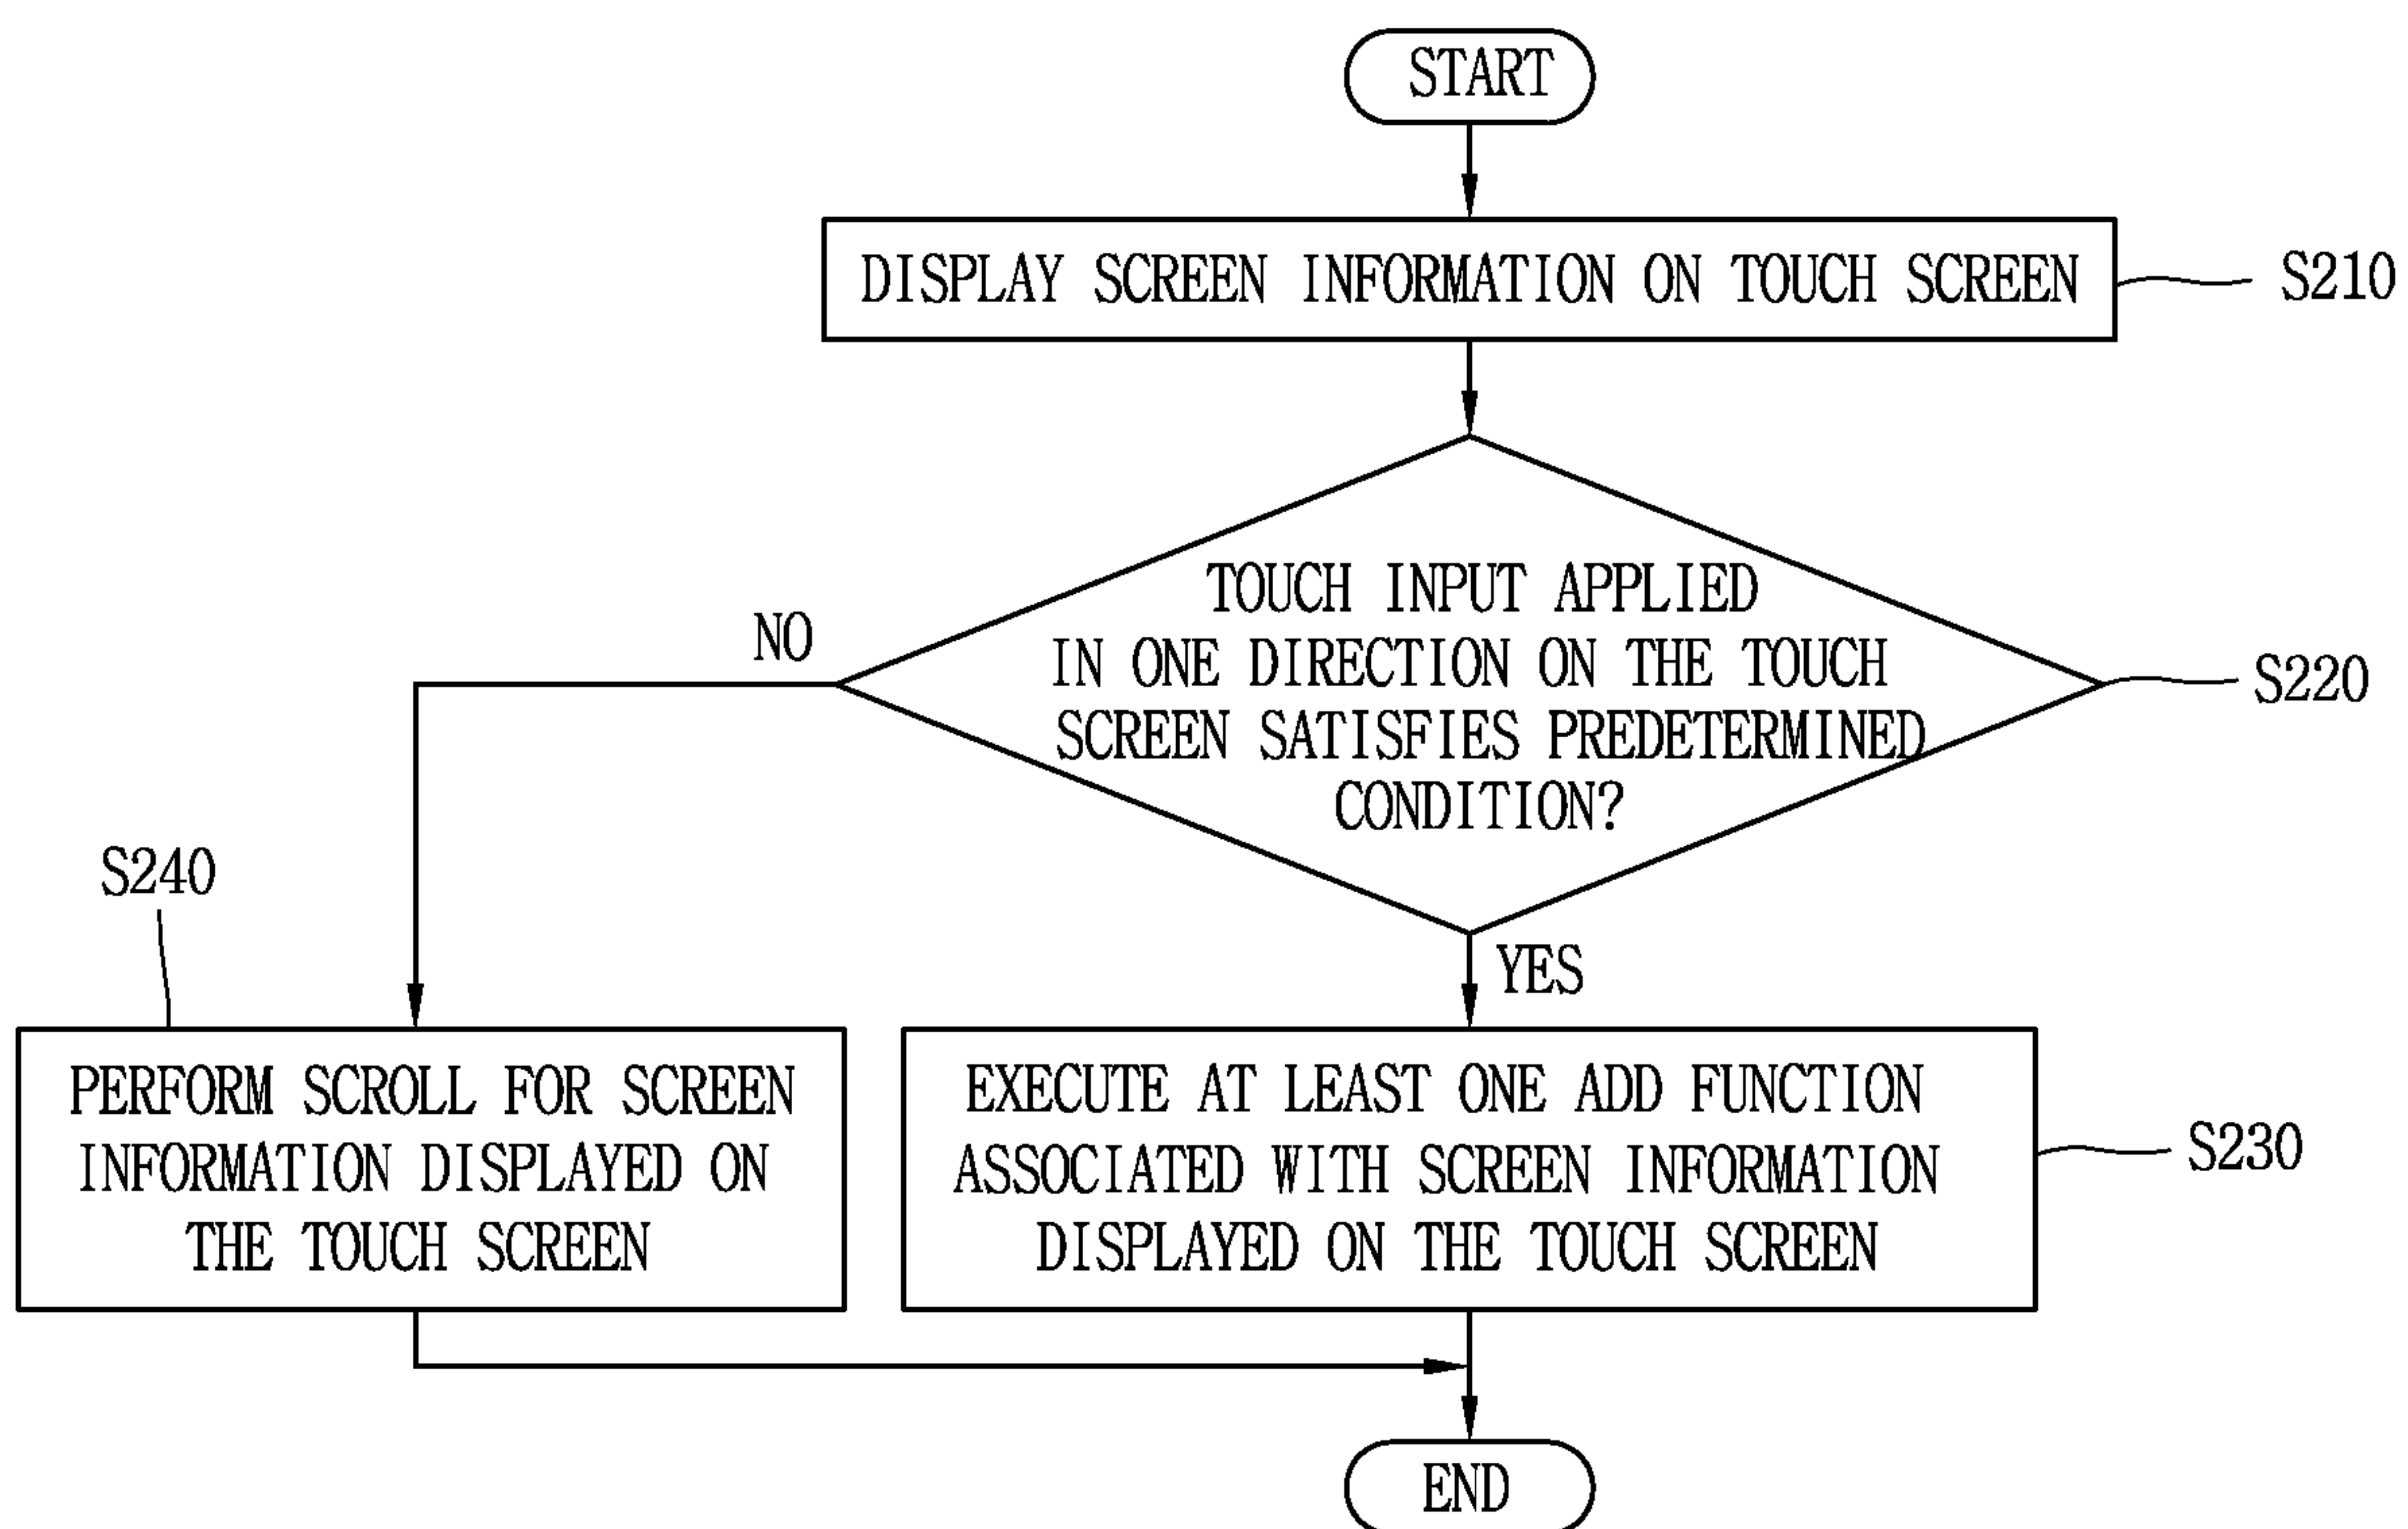 START
DISPLAY SCREEN INFORMATION ON TOUCH SCREEN
S210
TOUCH INPUT APPLIED
IN ONE DIRECTION ON THE TOUCH
SCREEN SATISFIES PREDETERMINED
CONDITION?
S220
NO
YES
S240
PERFORM SCROLL FOR SCREEN
INFORMATION DISPLAYED ON
THE TOUCH SCREEN
EXECUTE AT LEAST ONE ADD FUNCTION
ASSOCIATED WITH SCREEN INFORMATION
DISPLAYED ON THE TOUCH SCREEN
S230
END